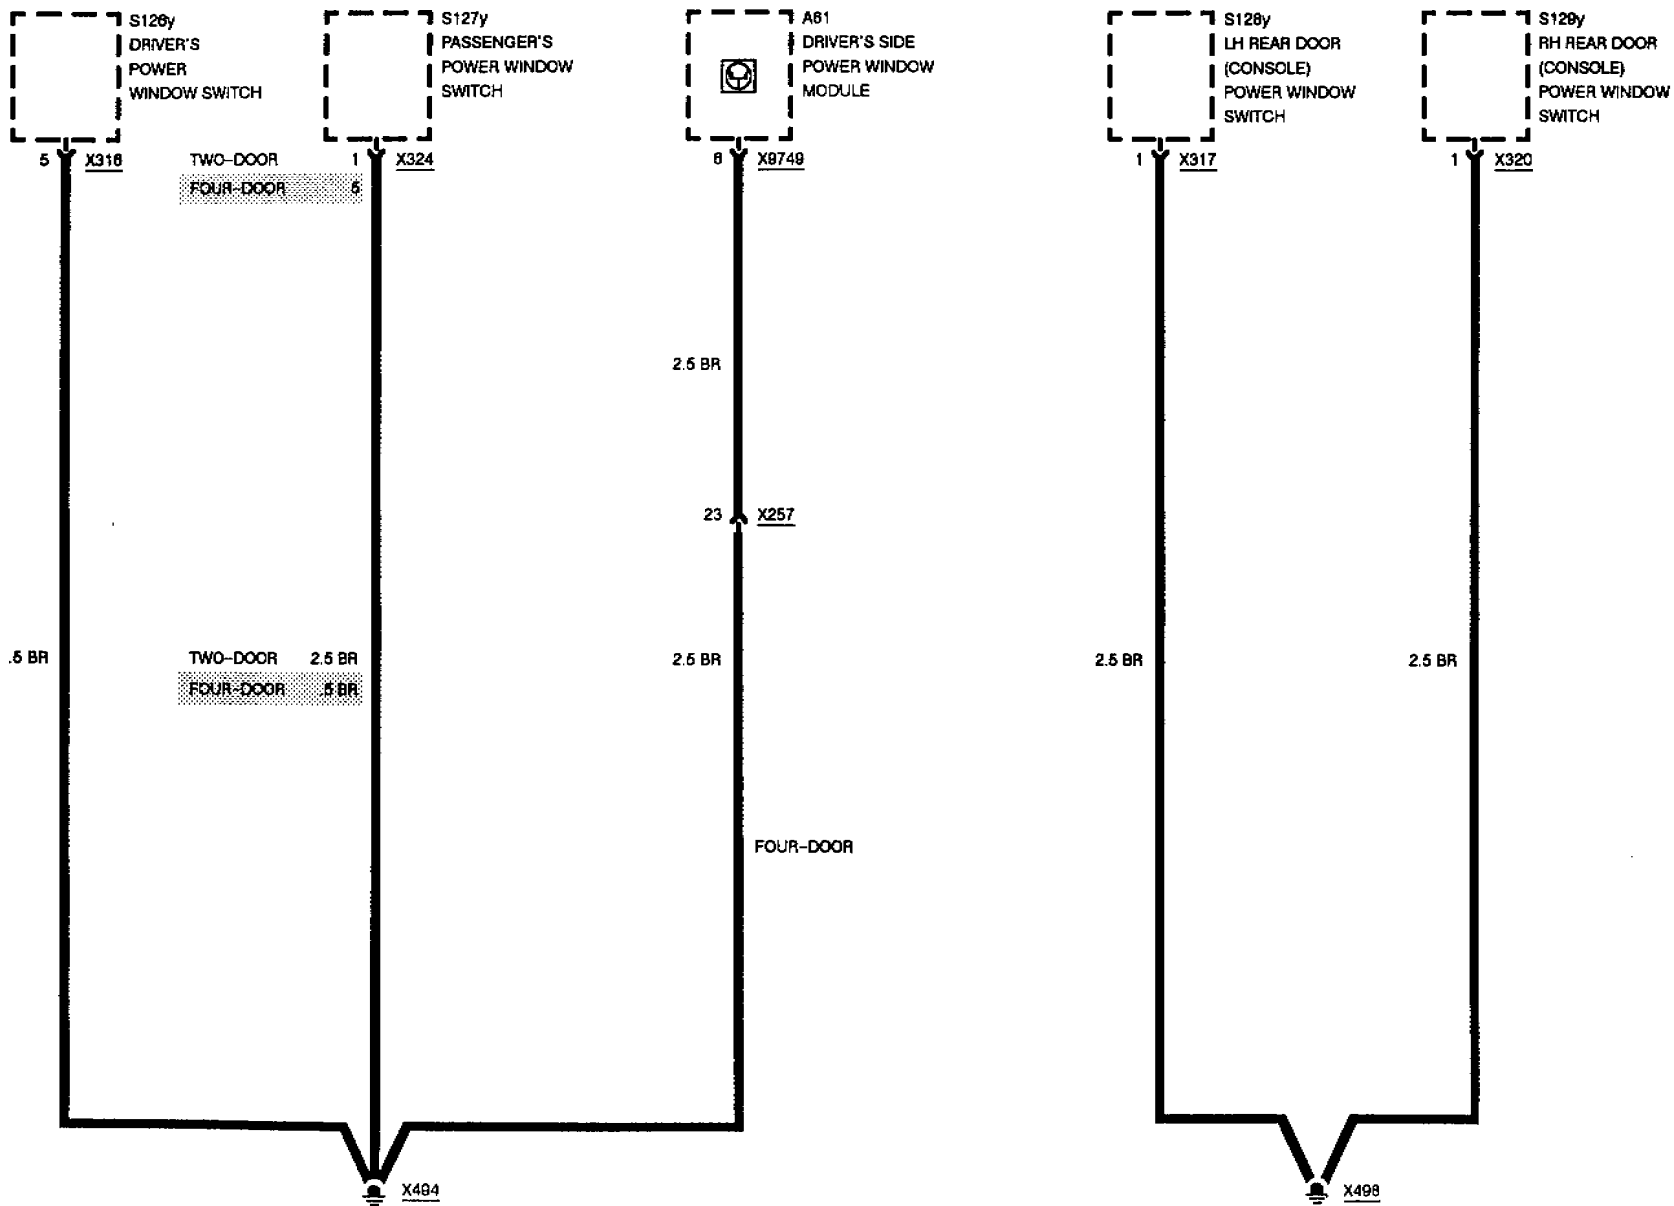 S126y
DRIVER'S
POWER
WINDOW SWITCH
S127y
PASSENGER'S
POWER WINDOW
SWITCH
A81
DRIVER'S SIDE
POWER WINDOW
MODULE
S128y
LH REAR DOOR
(CONSOLE)
POWER WINDOW
SWITCH
S129y
RH REAR DOOR
(CONSOLE)
POWER WINDOW
SWITCH
5 X316
TWO-DOOR 1 X324
FOUR-DOOR 5
6 X9749
1 X317
1 X320
2.5 BR
23 X257
.5 BR
TWO-DOOR 2.5 BR
FOUR-DOOR .5 BR
2.5 BR
2.5 BR
2.5 BR
FOUR-DOOR
X494
X498